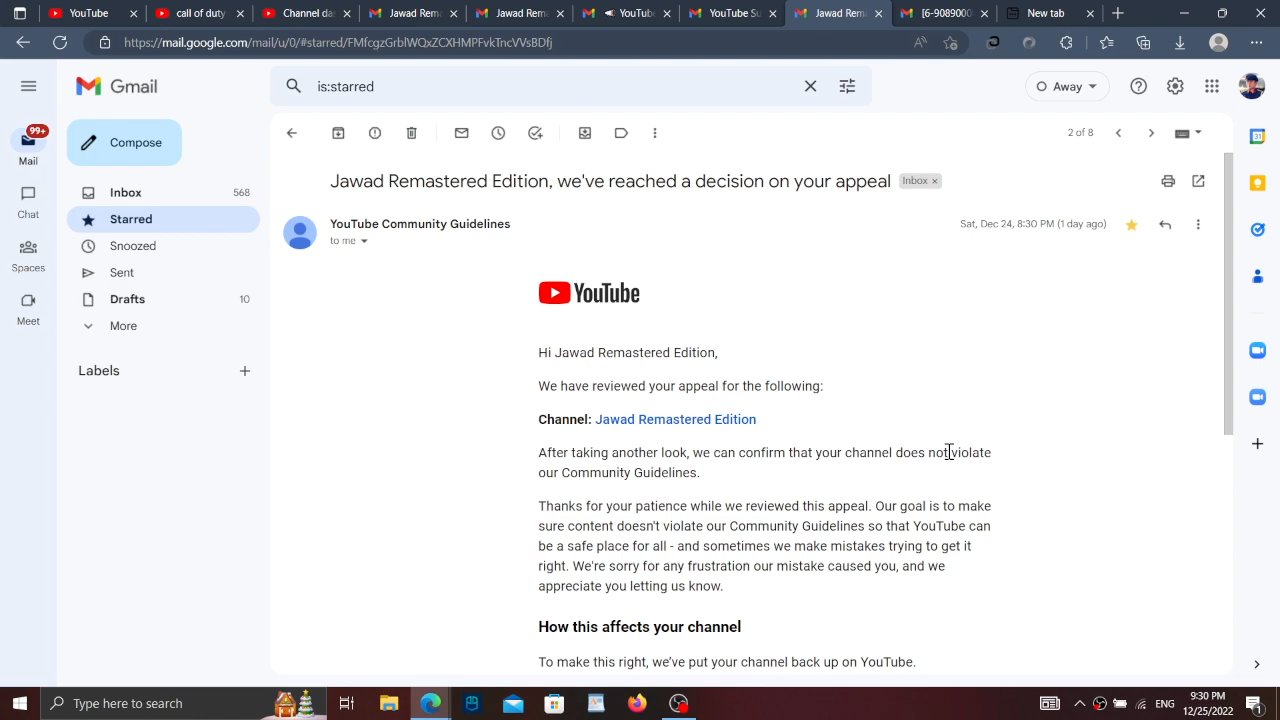 YouTube
call of duty
Channel das
Jawad Rema
Jawad Rema
YouTube
YouTube Su
Jawad Rema
[6-9089000
New tab
https://mail.google.com/mail/u/0/#starred/FMfcgzGrblWQxZCXHMPFvkTncVVsBDfj
Gmail
is:starred
Away
99+
Mail
Compose
2 of 8
Jawad Remastered Edition, we've reached a decision on your appeal
Inbox ×
Chat
Inbox 568
Starred
YouTube Community Guidelines
Sat, Dec 24, 8:30 PM (1 day ago)
to me
Spaces
Snoozed
Sent
Meet
Drafts 10
More
YouTube
Labels
Hi Jawad Remastered Edition,
We have reviewed your appeal for the following:
Channel: Jawad Remastered Edition
After taking another look, we can confirm that your channel does not violate
our Community Guidelines.
Thanks for your patience while we reviewed this appeal. Our goal is to make
sure content doesn't violate our Community Guidelines so that YouTube can
be a safe place for all - and sometimes we make mistakes trying to get it
right. We're sorry for any frustration our mistake caused you, and we
appreciate you letting us know.
How this affects your channel
To make this right, we've put your channel back up on YouTube.
Type here to search
ENG
9:30 PM
12/25/2022
1